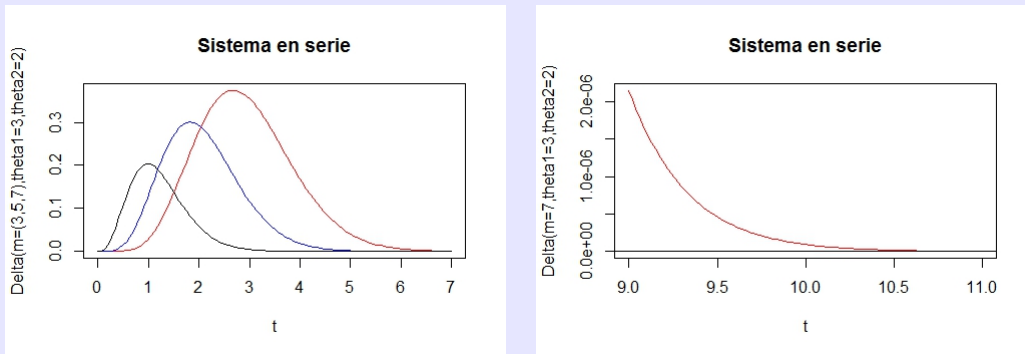 Sistema en serie
Delta(m=(3,5,7),theta1=3,theta2=2)
0.0 0.1 0.2 0.3
0 1 2 3 4 5 6 7
t
Sistema en serie
Delta(m=7,theta1=3,theta2=2)
0.0e+00 1.0e-06 2.0e-06
9.0 9.5 10.0 10.5 11.0
t